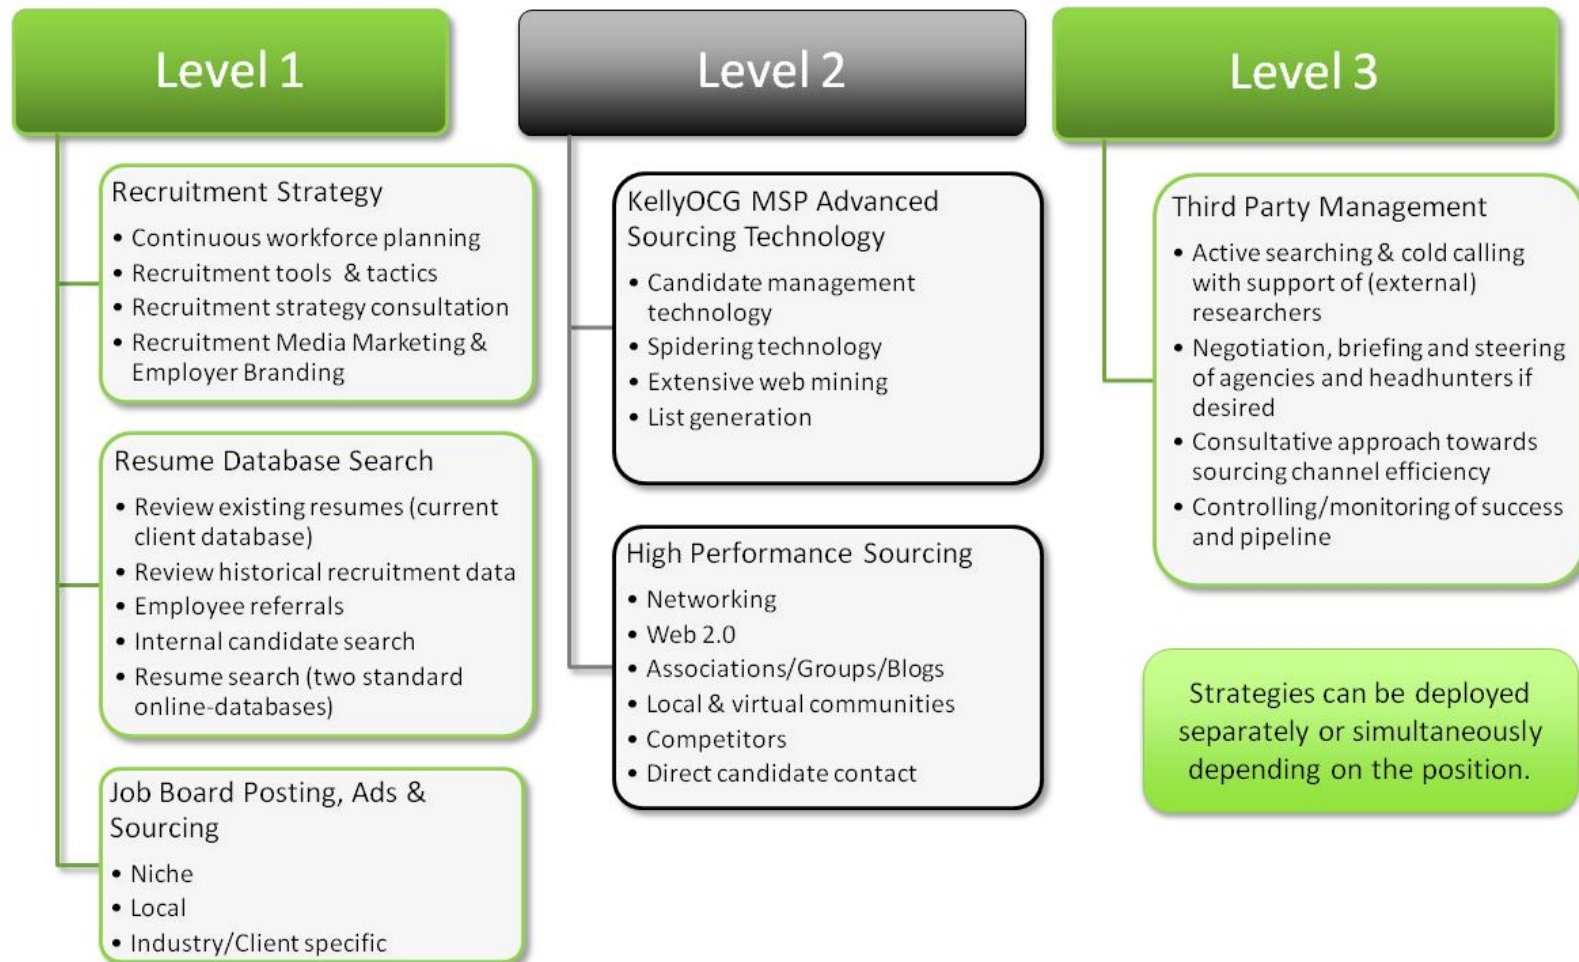 Level 1
Recruitment Strategy
• Continuous workforce planning
• Recruitment tools & tactics
• Recruitment strategy consultation
• Recruitment Media Marketing &
Employer Branding
Resume Database Search
• Review existing resumes (current
client database)
• Review historical recruitment data
• Employee referrals
• Internal candidate search
• Resume search (two standard
online-databases)
Job Board Posting, Ads &
Sourcing
• Niche
• Local
• Industry/Client specific
Level 2
KellyOCG MSP Advanced
Sourcing Technology
• Candidate management
technology
• Spidering technology
• Extensive web mining
• List generation
High Performance Sourcing
• Networking
• Web 2.0
• Associations/Groups/Blogs
• Local & virtual communities
• Competitors
• Direct candidate contact
Level 3
Third Party Management
• Active searching & cold calling
with support of (external)
researchers
• Negotiation, briefing and steering
of agencies and headhunters if
desired
• Consultative approach towards
sourcing channel efficiency
• Controlling/monitoring of success
and pipeline
Strategies can be deployed
separately or simultaneously
depending on the position.